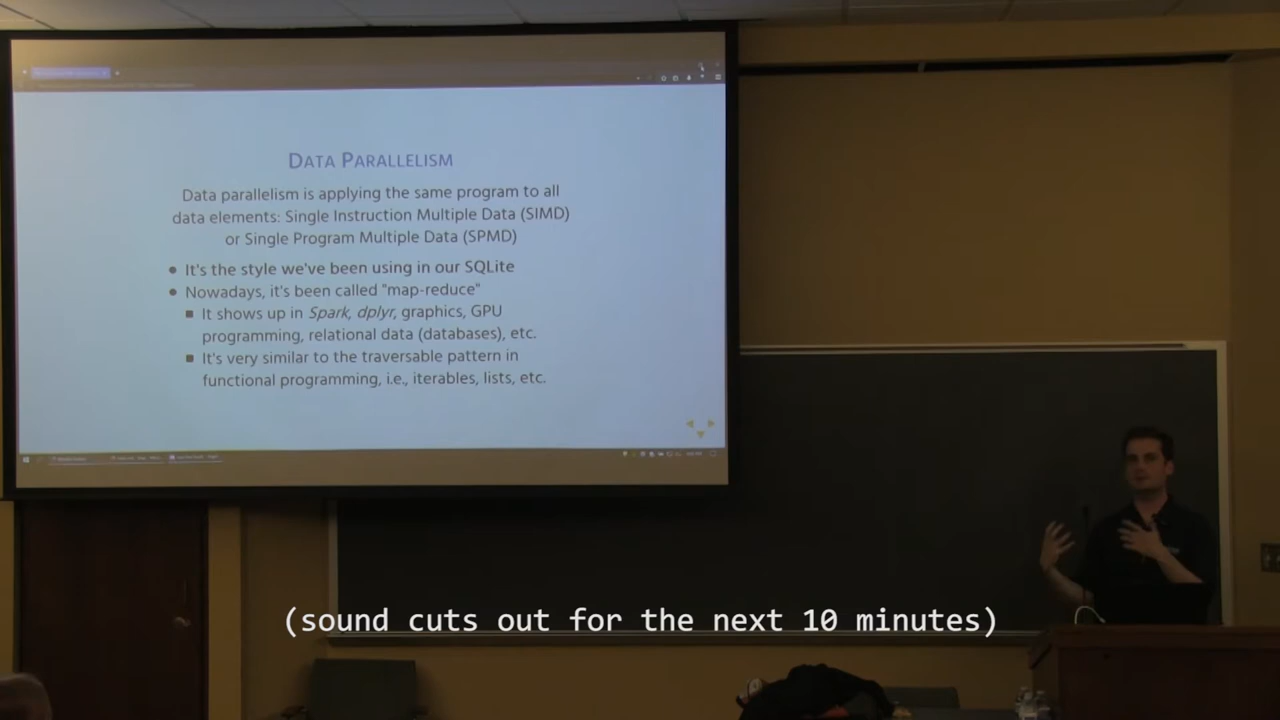 DATA PARALLELISM
Data parallelism is applying the same program to all
data elements: Single Instruction Multiple Data (SIMD)
or Single Program Multiple Data (SPMD)
• It's the style we've been using in our SQLite
• Nowadays, it's been called "map-reduce"
▪ It shows up in Spark, dplyr, graphics, GPU
programming, relational data (databases), etc.
▪ It's very similar to the traversable pattern in
functional programming, i.e., iterables, lists, etc.
(sound cuts out for the next 10 minutes)